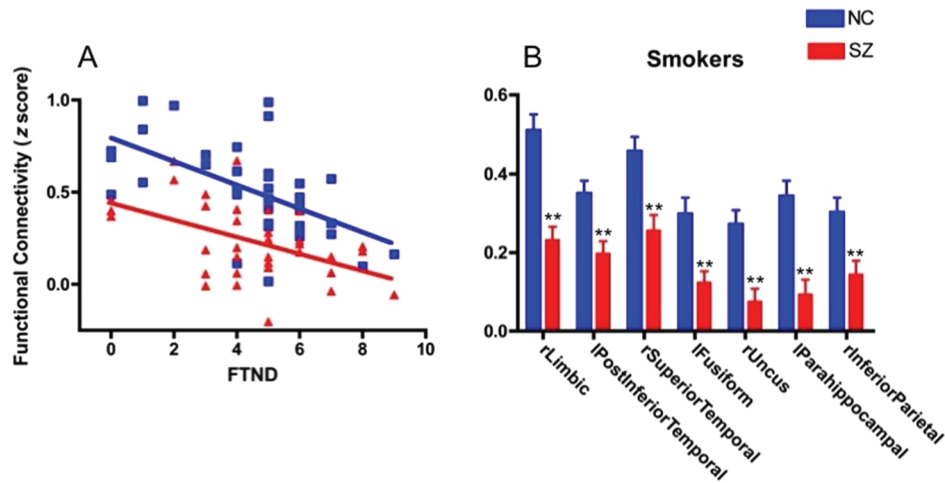 A
Functional Connectivity (z score)
1.0
0.5
0.0
0 2 4 6 8 10
FTND
NC
SZ
B
Smokers
0.6
0.4
0.2
0.0
** ** ** ** ** ** **
rLimbic
lPostInferiorTemporal
rSuperiorTemporal
lFusiform
rUncus
lParahippocampal
rInferiorParietal